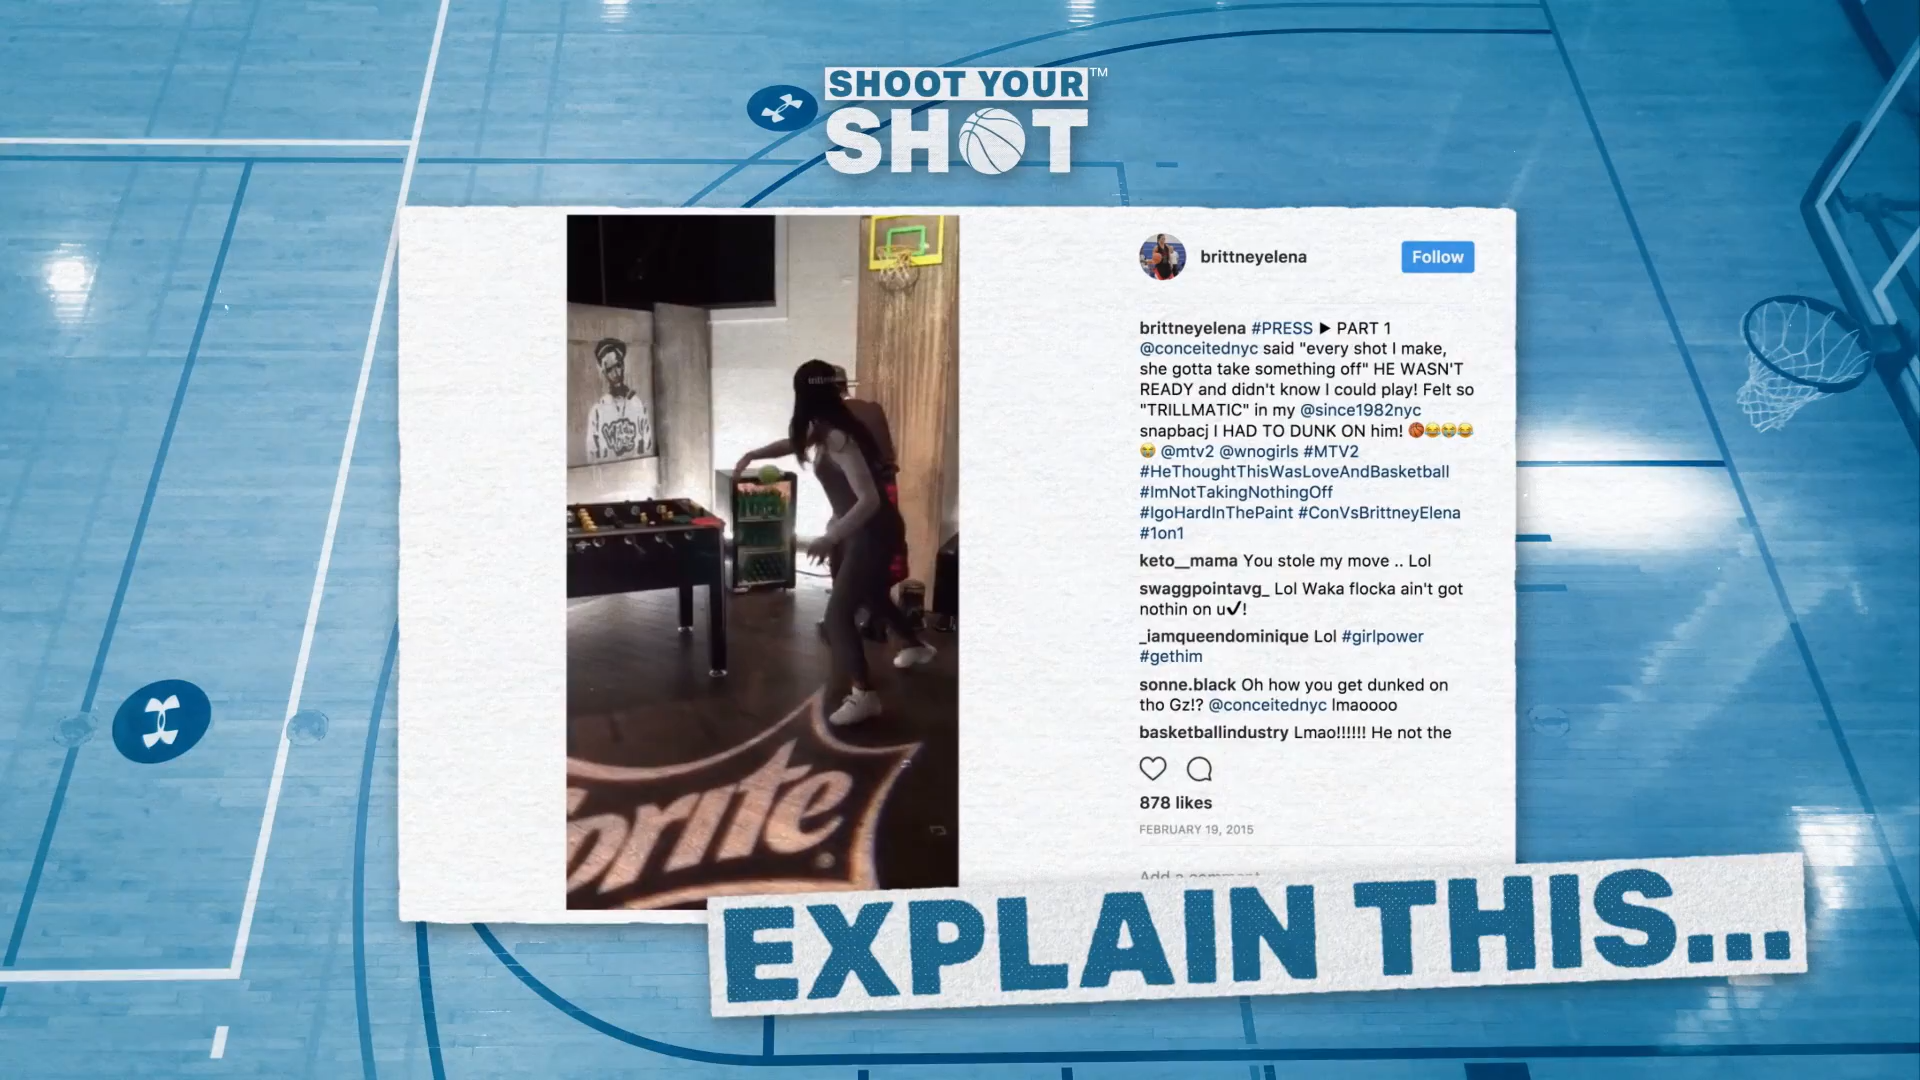 SHOOT YOUR™
SHOT
brittneyelena
Follow
brittneyelena #PRESS ▶ PART 1
@conceitednyc said "every shot I make,
she gotta take something off" HE WASN'T
READY and didn't know I could play! Felt so
"TRILLMATIC" in my @since1982nyc
snapbacj I HAD TO DUNK ON him! 🏀😂😭😂
😭 @mtv2 @wnogirls #MTV2
#HeThoughtThisWasLoveAndBasketball
#ImNotTakingNothingOff
#IgoHardInThePaint #ConVsBrittneyElena
#1on1
keto__mama You stole my move .. Lol
swaggpointavg_ Lol Waka flocka ain't got
nothin on u✔!
_iamqueendominique Lol #girlpower
#gethim
sonne.black Oh how you get dunked on
tho Gz!? @conceitednyc lmaoooo
basketballindustry Lmao!!!!!! He not the
878 likes
FEBRUARY 19, 2015
Add a comment
EXPLAIN THIS...